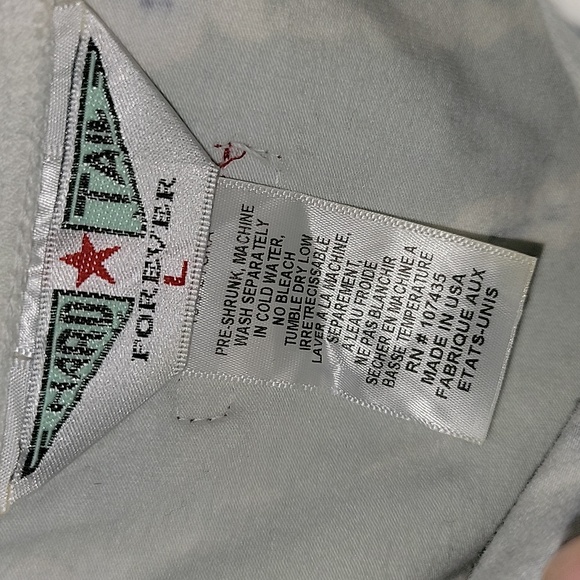 HARD TAIL
FOREVER
L
PRE-SHRUNK, MACHINE
WASH SEPARATELY
IN COLD WATER,
NO BLEACH
TUMBLE DRY LOW
IRRETRECISSABLE
LAVER A LA MACHINE,
SEPAREMENT,
A L'EAU FROIDE
NE PAS BLANCHIR
SECHER EN MACHINE A
BASSE TEMPERATURE
RN # 107435
MADE IN USA
FABRIQUE AUX
ETATS-UNIS